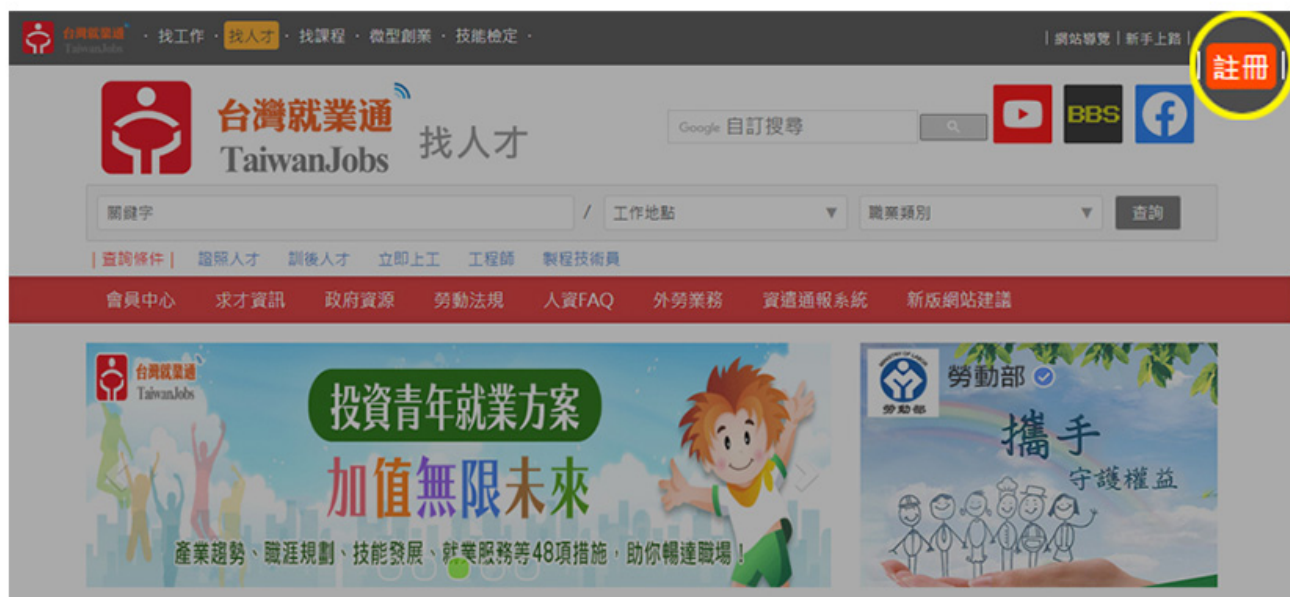 台灣就業通 TaiwanJobs · 找工作 · 找人才 · 找課程 · 微型創業 · 技能檢定 · | 網站導覽 | 新手上路 | 註冊 |
台灣就業通
TaiwanJobs
找人才
Google 自訂搜尋
BBS
關鍵字 / 工作地點 ▼ 職業類別 ▼ 查詢
| 查詢條件 | 證照人才 訓後人才 立即上工 工程師 製程技術員
會員中心 求才資訊 政府資源 勞動法規 人資FAQ 外勞業務 資遣通報系統 新版網站建議
台灣就業通
TaiwanJobs
投資青年就業方案
加值無限未來
產業趨勢、職涯規劃、技能發展、就業服務等48項措施,助你暢達職場!
MINISTRY OF LABOR
勞動部
勞動部
攜手
守護權益